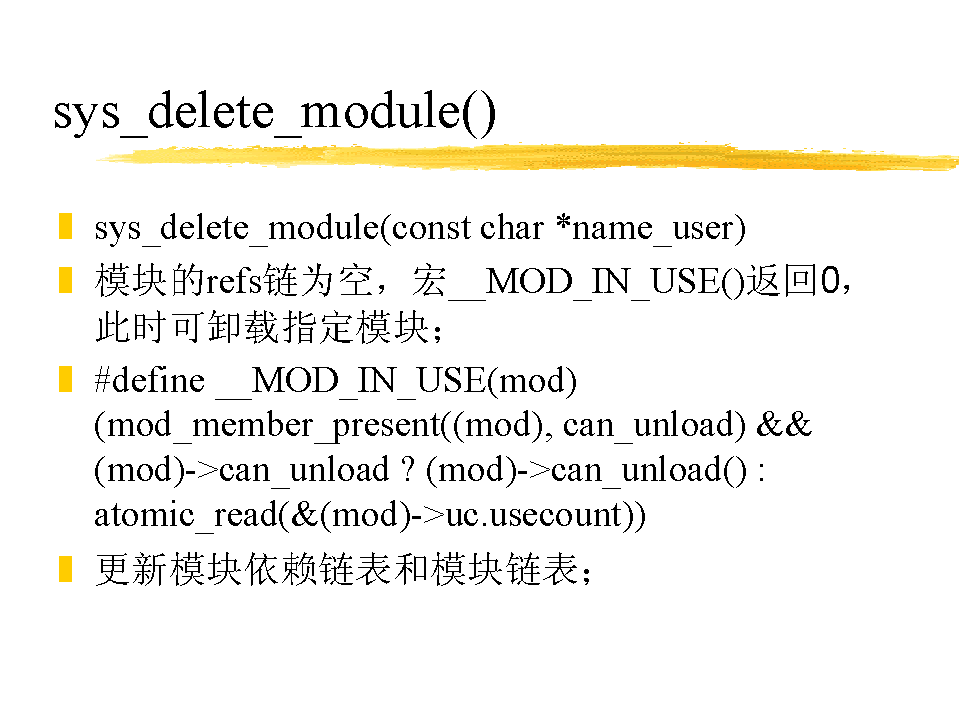 sys_delete_module()
sys_delete_module(const char *name_user)
模块的refs链为空，宏__MOD_IN_USE()返回0，
此时可卸载指定模块；
#define __MOD_IN_USE(mod)
(mod_member_present((mod), can_unload) &&
(mod)->can_unload ? (mod)->can_unload() :
atomic_read(&(mod)->uc.usecount))
更新模块依赖链表和模块链表；